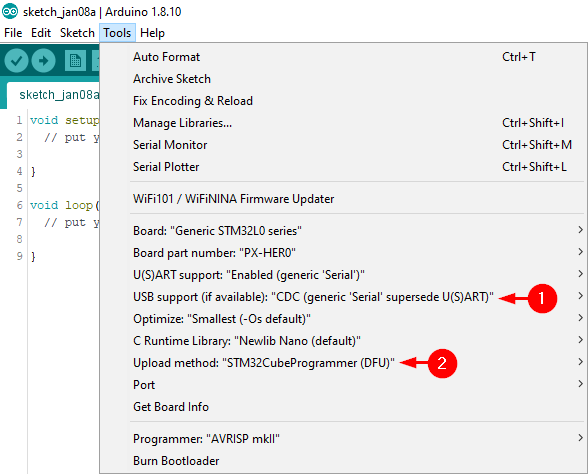 sketch_jan08a | Arduino 1.8.10
File Edit Sketch Tools Help
Auto Format Ctrl+T
Archive Sketch
Fix Encoding & Reload
Manage Libraries... Ctrl+Shift+I
Serial Monitor Ctrl+Shift+M
Serial Plotter Ctrl+Shift+L
WiFi101 / WiFiNINA Firmware Updater
Board: "Generic STM32L0 series"
Board part number: "PX-HER0"
U(S)ART support: "Enabled (generic 'Serial')"
USB support (if available): "CDC (generic 'Serial' supersede U(S)ART)" 1
Optimize: "Smallest (-Os default)"
C Runtime Library: "Newlib Nano (default)"
Upload method: "STM32CubeProgrammer (DFU)" 2
Port
Get Board Info
Programmer: "AVRISP mkII"
Burn Bootloader
sketch_jan08a
1 void setup
2 // put y
3
4 }
5
6 void loop(
7 // put y
8
9 }